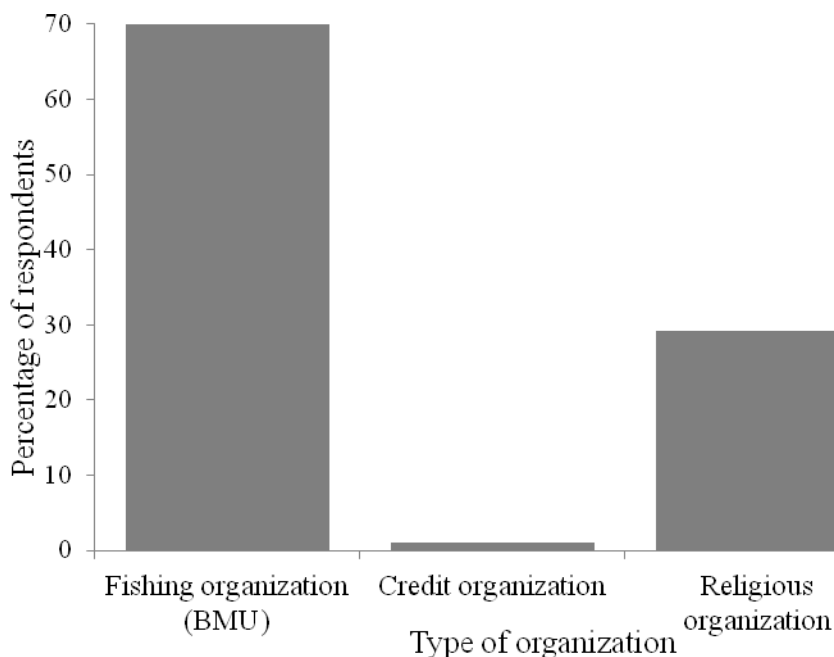 Percentage of respondents
70
60
50
40
30
20
10
0
Fishing organization
(BMU)
Credit organization
Religious
organization
Type of organization